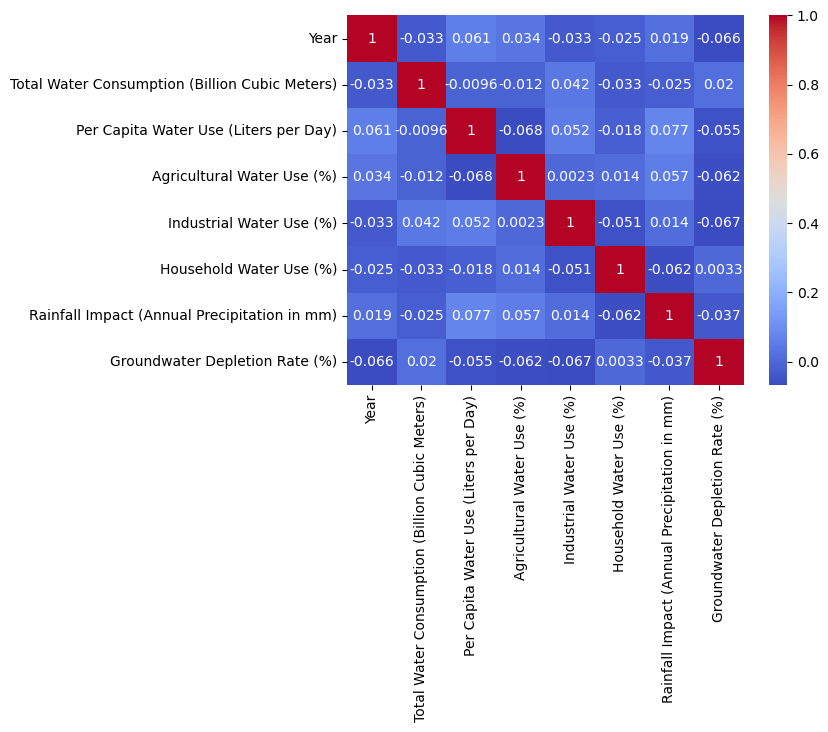 Year 1 -0.033 0.061 0.034 -0.033 -0.025 0.019 -0.066
Total Water Consumption (Billion Cubic Meters) -0.033 1 -0.0096 -0.012 0.042 -0.033 -0.025 0.02
Per Capita Water Use (Liters per Day) 0.061 -0.0096 1 -0.068 0.052 -0.018 0.077 -0.055
Agricultural Water Use (%) 0.034 -0.012 -0.068 1 0.0023 0.014 0.057 -0.062
Industrial Water Use (%) -0.033 0.042 0.052 0.0023 1 -0.051 0.014 -0.067
Household Water Use (%) -0.025 -0.033 -0.018 0.014 -0.051 1 -0.062 0.0033
Rainfall Impact (Annual Precipitation in mm) 0.019 -0.025 0.077 0.057 0.014 -0.062 1 -0.037
Groundwater Depletion Rate (%) -0.066 0.02 -0.055 -0.062 -0.067 0.0033 -0.037 1
Year
Total Water Consumption (Billion Cubic Meters)
Per Capita Water Use (Liters per Day)
Agricultural Water Use (%)
Industrial Water Use (%)
Household Water Use (%)
Rainfall Impact (Annual Precipitation in mm)
Groundwater Depletion Rate (%)
1.0
0.8
0.6
0.4
0.2
0.0